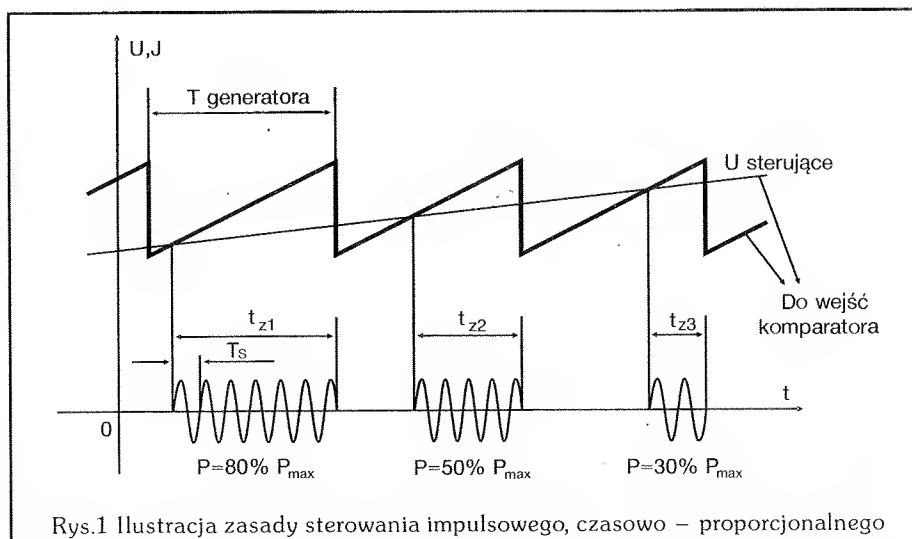 U,J
T generatora
U sterujące
Do wejść
komparatora
t_z1
t_z2
t_z3
Ts
t
0
P=80% P_max
P=50% P_max
P=30% P_max
Rys.1 Ilustracja zasady sterowania impulsowego, czasowo – proporcjonalnego